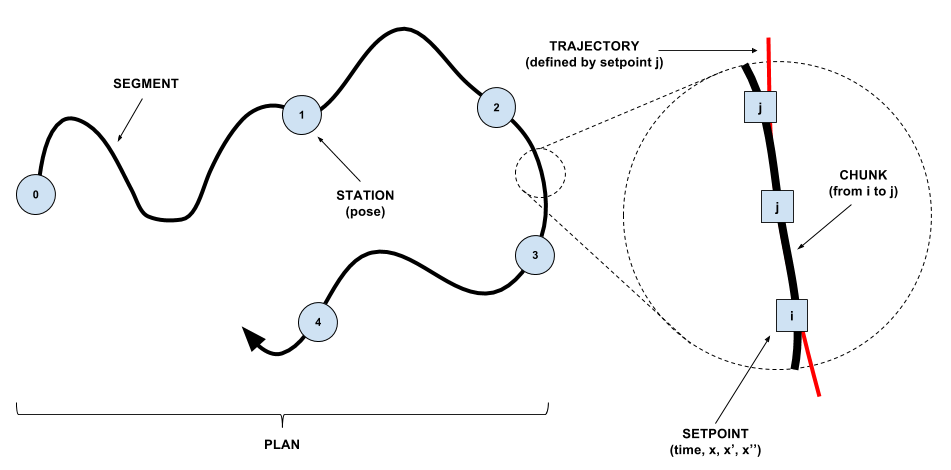 TRAJECTORY
(defined by setpoint j)
SEGMENT
1
2
j
0
STATION
(pose)
CHUNK
(from i to j)
j
3
4
i
SETPOINT
(time, x, x’, x’’)
PLAN